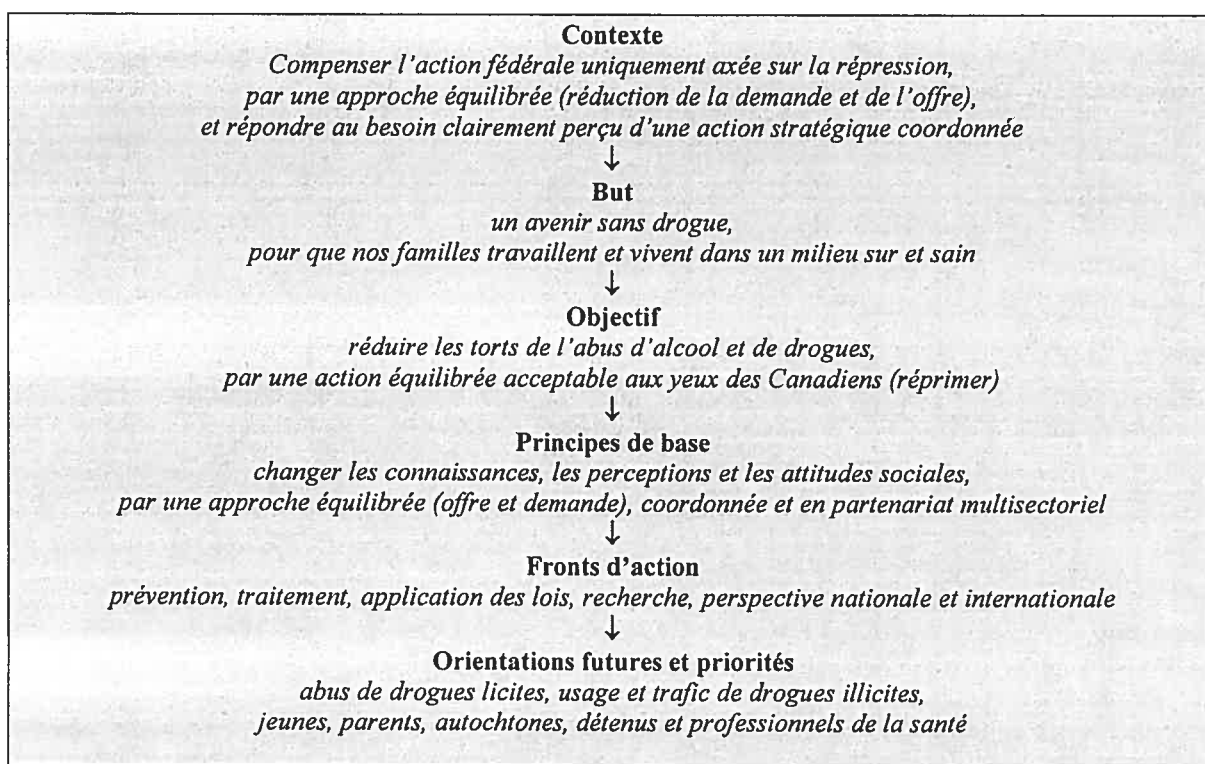 Contexte
Compenser l'action fédérale uniquement axée sur la répression,
par une approche équilibrée (réduction de la demande et de l'offre),
et répondre au besoin clairement perçu d'une action stratégique coordonnée
↓
But
un avenir sans drogue,
pour que nos familles travaillent et vivent dans un milieu sur et sain
↓
Objectif
réduire les torts de l'abus d'alcool et de drogues,
par une action équilibrée acceptable aux yeux des Canadiens (réprimer)
↓
Principes de base
changer les connaissances, les perceptions et les attitudes sociales,
par une approche équilibrée (offre et demande), coordonnée et en partenariat multisectoriel
↓
Fronts d'action
prévention, traitement, application des lois, recherche, perspective nationale et internationale
↓
Orientations futures et priorités
abus de drogues licites, usage et trafic de drogues illicites,
jeunes, parents, autochtones, détenus et professionnels de la santé